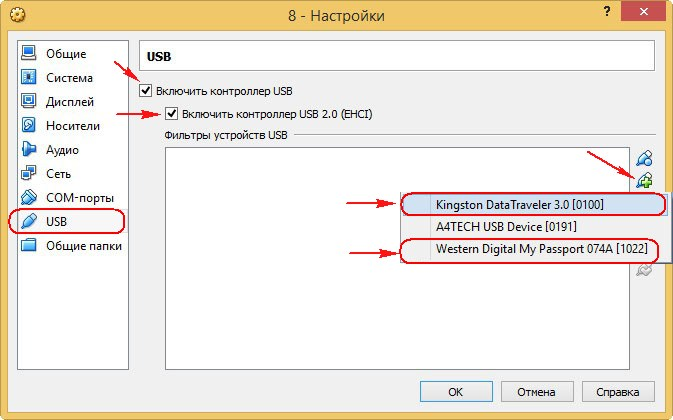 8 - Настройки
?
Общие
Система
Дисплей
Носители
Аудио
Сеть
COM-порты
USB
Общие папки
USB
Включить контроллер USB
Включить контроллер USB 2.0 (EHCI)
Фильтры устройств USB
Kingston DataTraveler 3.0 [0100]
A4TECH USB Device [0191]
Western Digital My Passport 074A [1022]
OK
Отмена
Справка